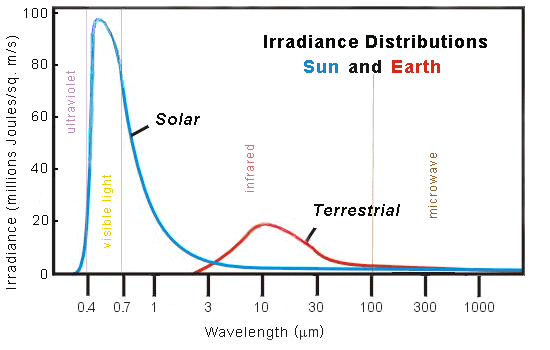 Irradiance Distributions
Sun and Earth
Irradiance (millions Joules/sq. m/s)
100
80
60
40
20
0
ultraviolet
visible light
infrared
microwave
Solar
Terrestrial
0.4 0.7 1 3 10 30 100 300 1000
Wavelength (μm)